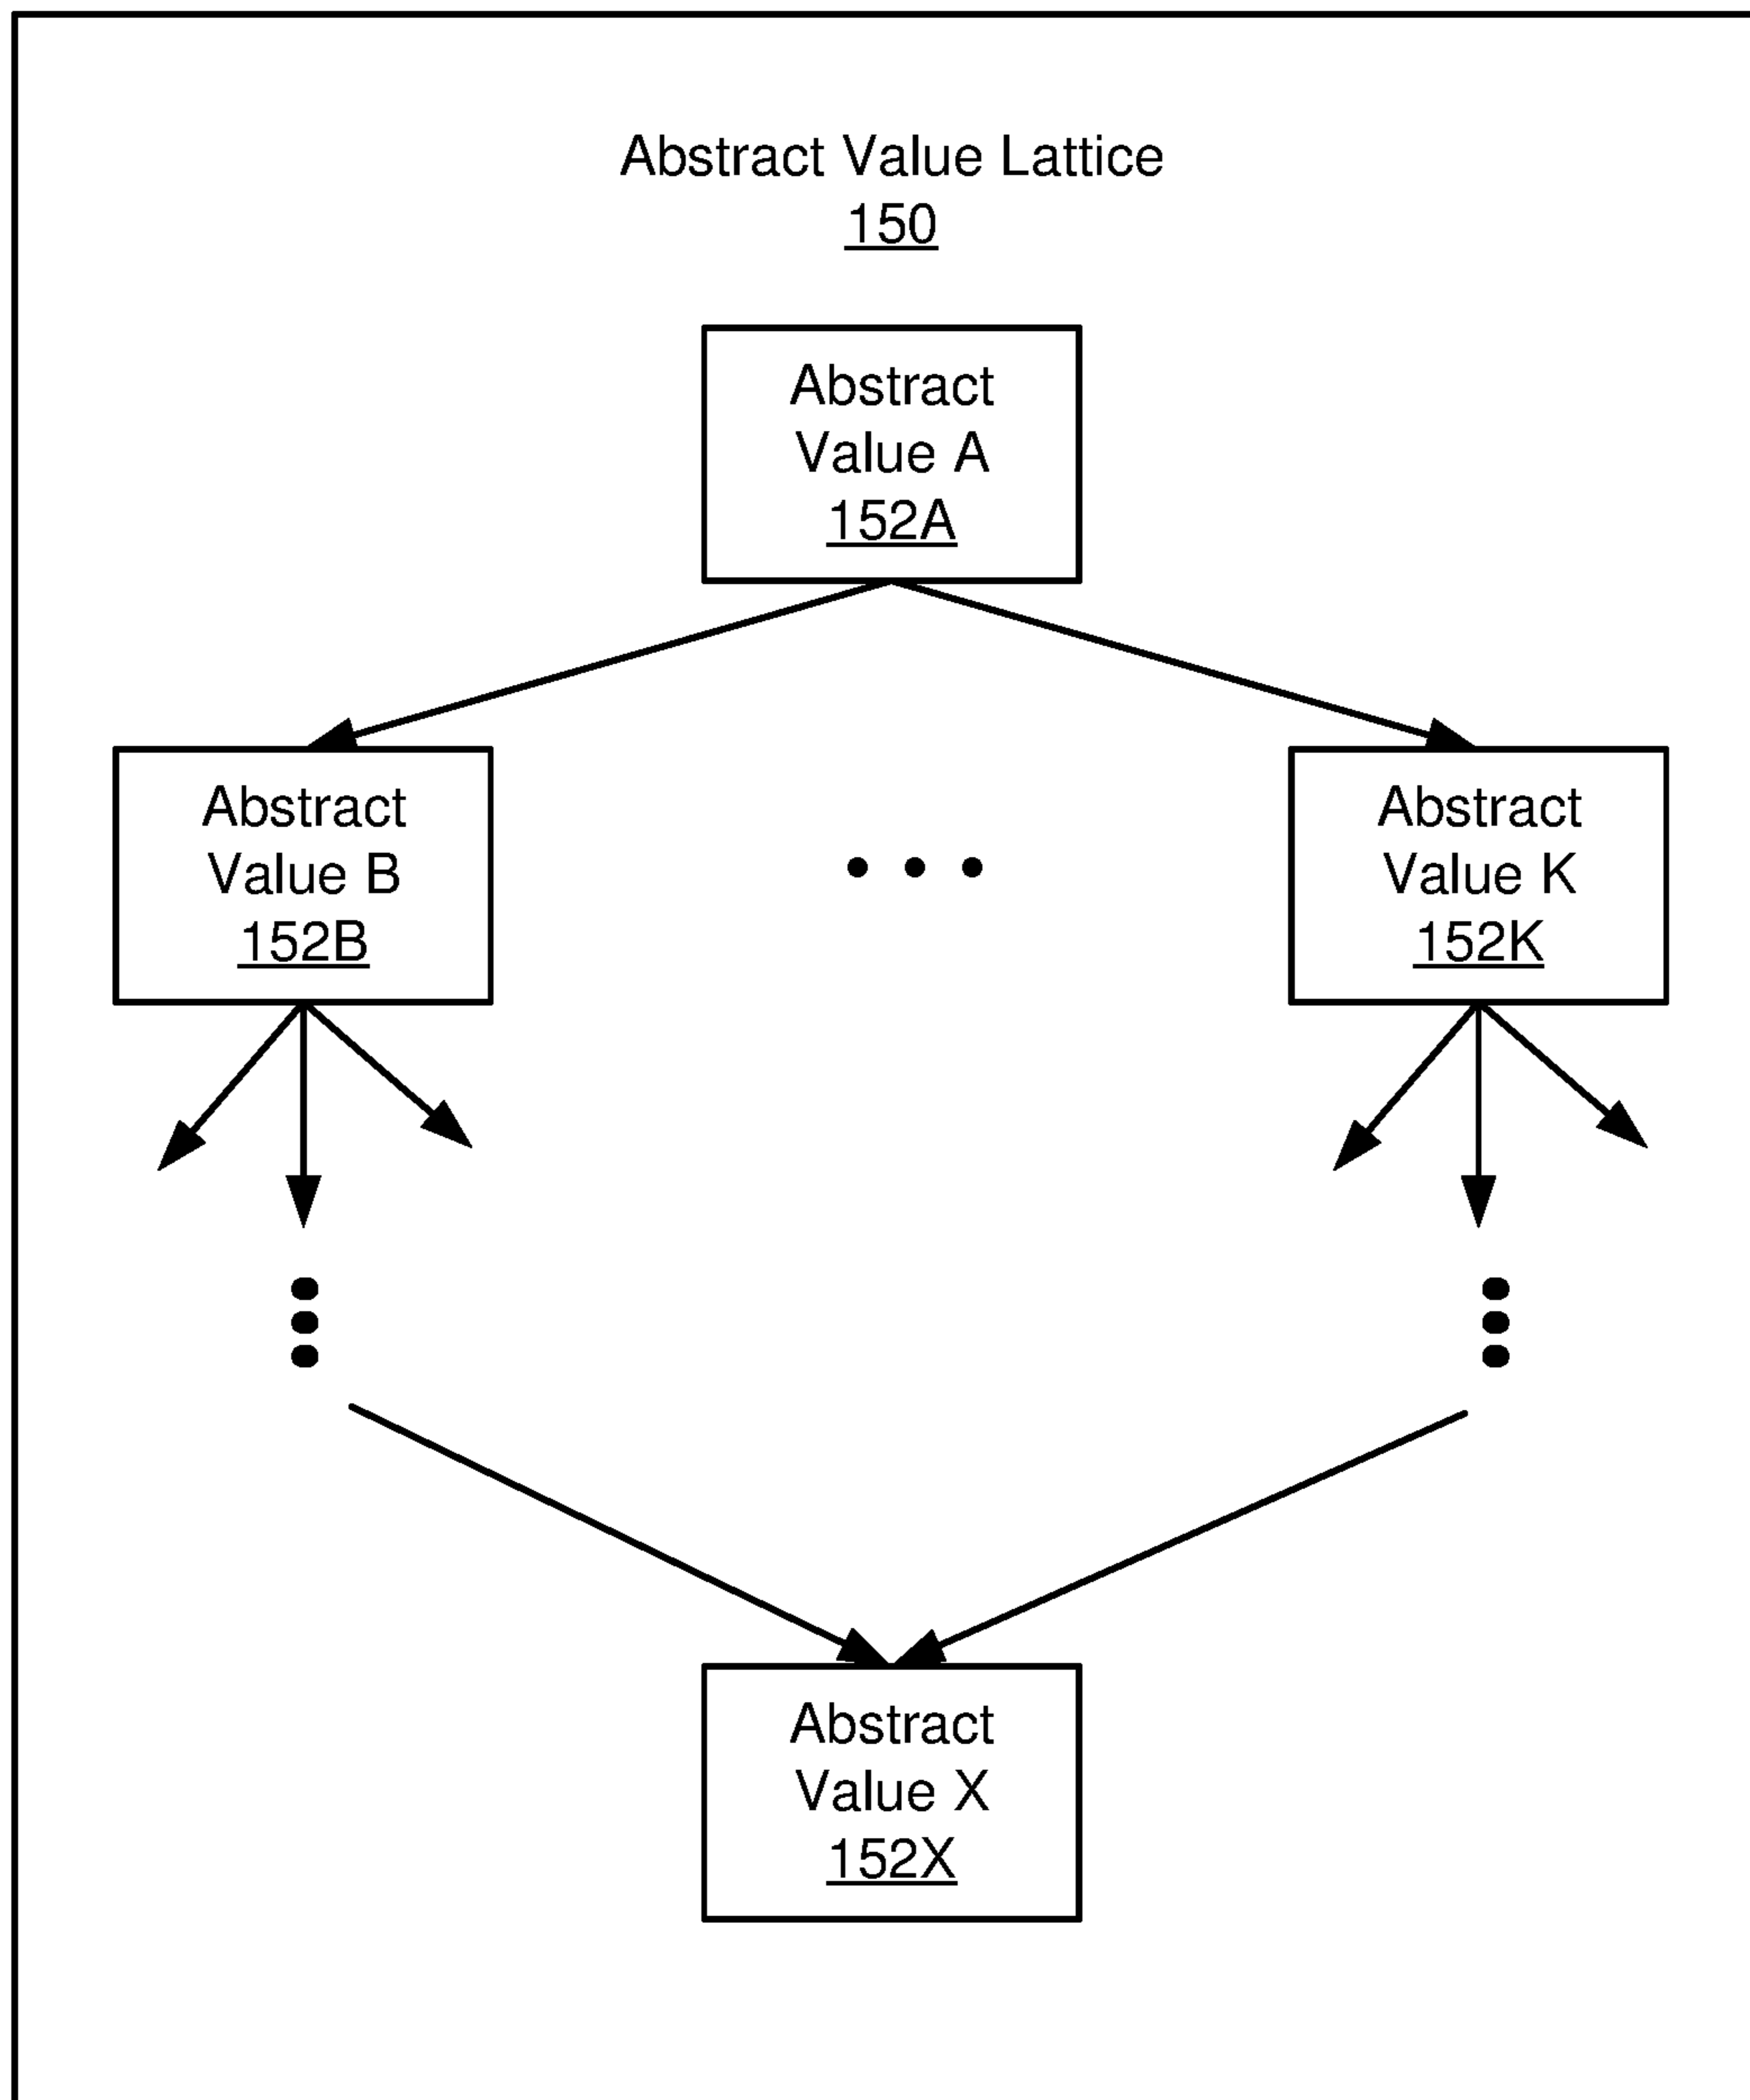 Abstract Value Lattice
150
Abstract
Value A
152A
Abstract
Value B
152B
Abstract
Value K
152K
Abstract
Value X
152X